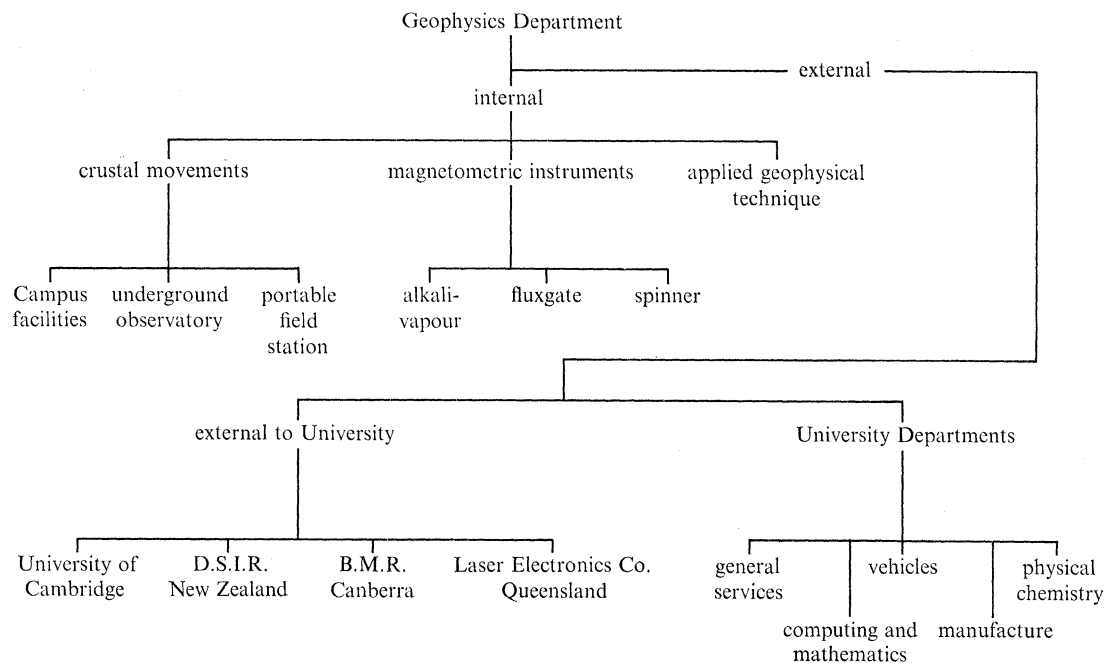 Geophysics Department
external
internal
crustal movements
magnetometric instruments
applied geophysical
technique
Campus
facilities
underground
observatory
portable
field
station
alkali-
vapour
fluxgate
spinner
external to University
University Departments
University of
Cambridge
D.S.I.R.
New Zealand
B.M.R.
Canberra
Laser Electronics Co.
Queensland
general
services
computing and
mathematics
vehicles
manufacture
physical
chemistry